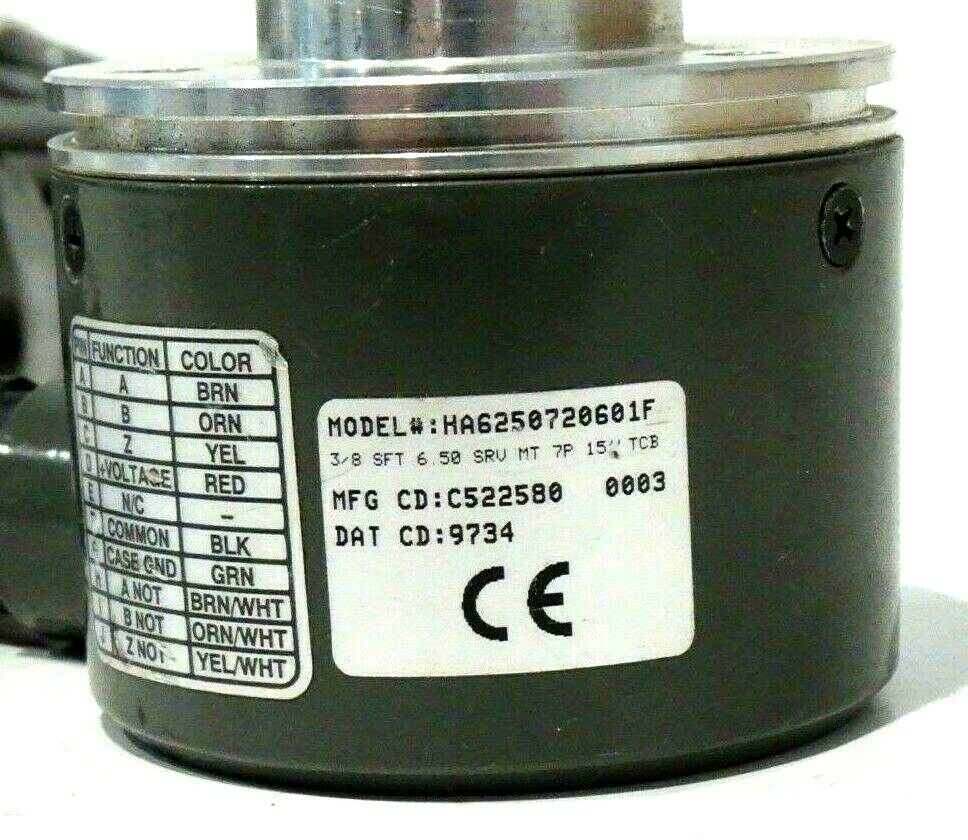 PIN FUNCTION COLOR
A A BRN
B B ORN
C Z YEL
D +VOLTAGE RED
E N/C –
COMMON BLK
CASE GND GRN
A NOT BRN/WHT
I B NOT ORN/WHT
J Z NOT YEL/WHT
MODEL#:HA6250720601F
3/8 SFT 6.50 SRV MT 7P 15" TCB
MFG CD:C522580 0003
DAT CD:9734
CE